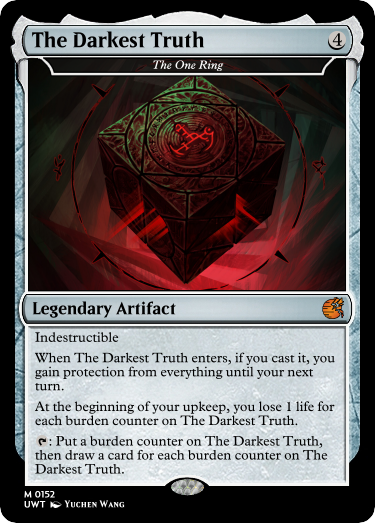 The Darkest Truth 4
The One Ring
Legendary Artifact
Indestructible
When The Darkest Truth enters, if you cast it, you
gain protection from everything until your next
turn.
At the beginning of your upkeep, you lose 1 life for
each burden counter on The Darkest Truth.
: Put a burden counter on The Darkest Truth,
then draw a card for each burden counter on The
Darkest Truth.
M 0152
UWT Yuchen Wang